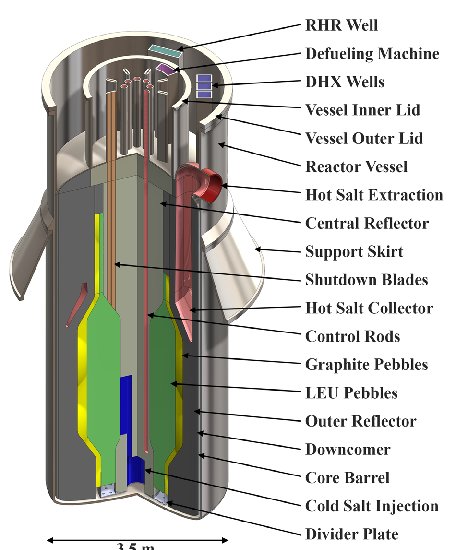 RHR Well
Defueling Machine
DHX Wells
Vessel Inner Lid
Vessel Outer Lid
Reactor Vessel
Hot Salt Extraction
Central Reflector
Support Skirt
Shutdown Blades
Hot Salt Collector
Control Rods
Graphite Pebbles
LEU Pebbles
Outer Reflector
Downcomer
Core Barrel
Cold Salt Injection
Divider Plate
3.5 m